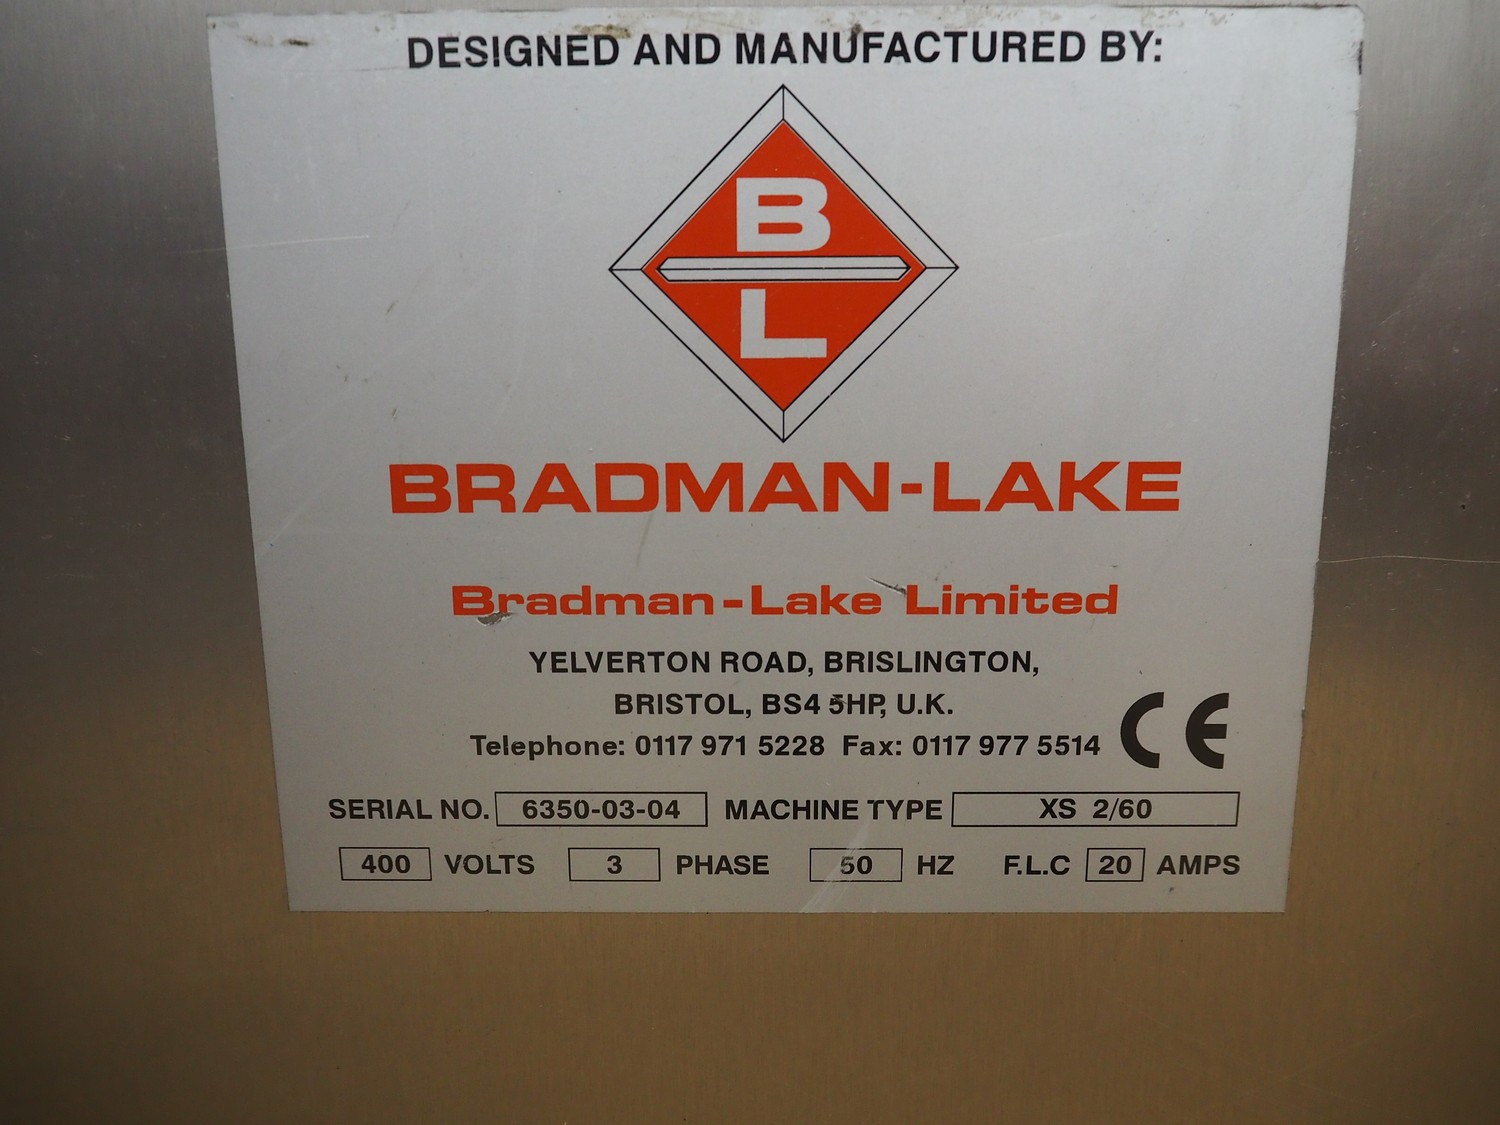 DESIGNED AND MANUFACTURED BY:
B
L
BRADMAN-LAKE
Bradman-Lake Limited
YELVERTON ROAD, BRISLINGTON,
BRISTOL, BS4 5HP, U.K.
Telephone: 0117 971 5228 Fax: 0117 977 5514 CE
SERIAL NO. 6350-03-04 MACHINE TYPE XS 2/60
400 VOLTS 3 PHASE 50 HZ F.L.C 20 AMPS